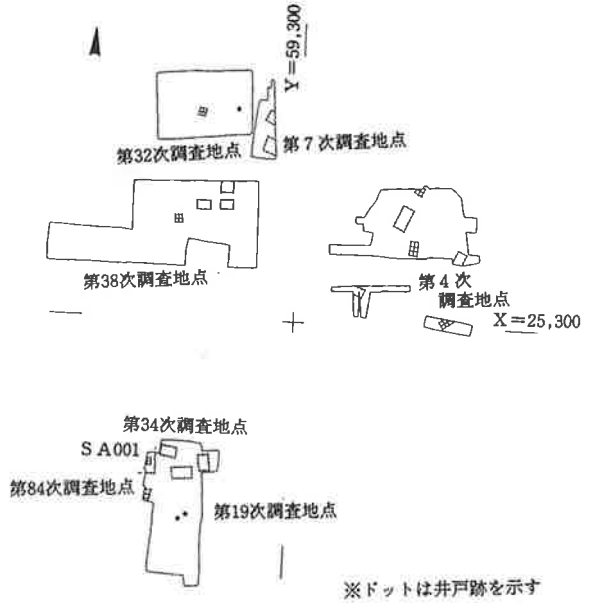 Y＝59,300
第32次調査地点
第7次調査地点
第38次調査地点
第4次
調査地点
X＝25,300
第34次調査地点
SA001
第84次調査地点
第19次調査地点
※ドットは井戸跡を示す